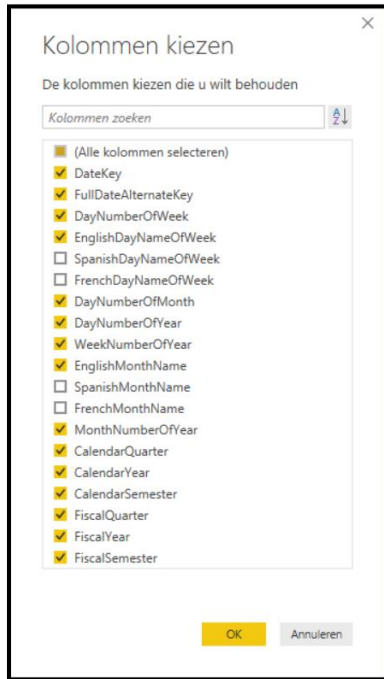 Kolommen kiezen
De kolommen kiezen die u wilt behouden
Kolommen zoeken
(Alle kolommen selecteren)
DateKey
FullDateAlternateKey
DayNumberOfWeek
EnglishDayNameOfWeek
SpanishDayNameOfWeek
FrenchDayNameOfWeek
DayNumberOfMonth
DayNumberOfYear
WeekNumberOfYear
EnglishMonthName
SpanishMonthName
FrenchMonthName
MonthNumberOfYear
CalendarQuarter
CalendarYear
CalendarSemester
FiscalQuarter
FiscalYear
FiscalSemester
OK Annuleren